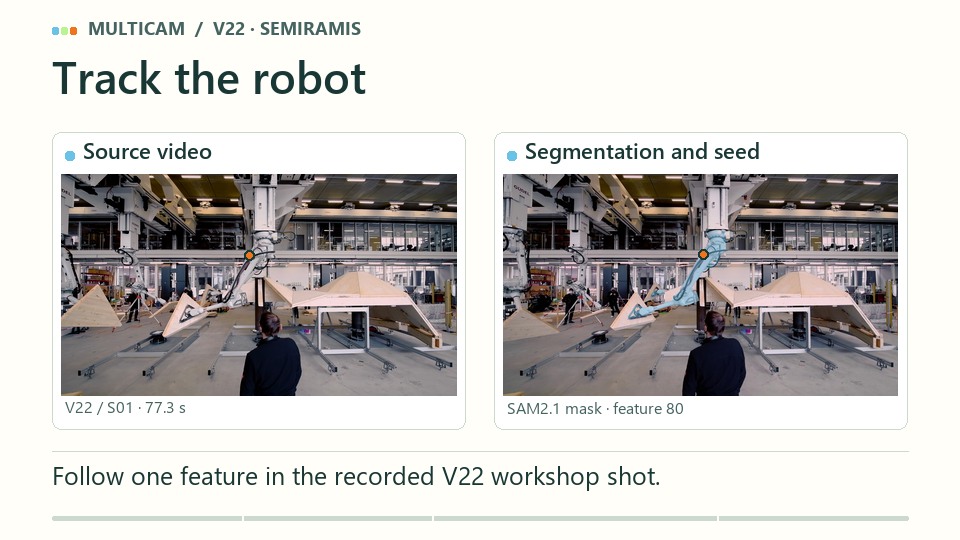 MULTICAM / V22 · SEMIRAMIS
Track the robot
Source video
Segmentation and seed
V22 / S01 · 77.3 s
SAM2.1 mask · feature 80
Follow one feature in the recorded V22 workshop shot.